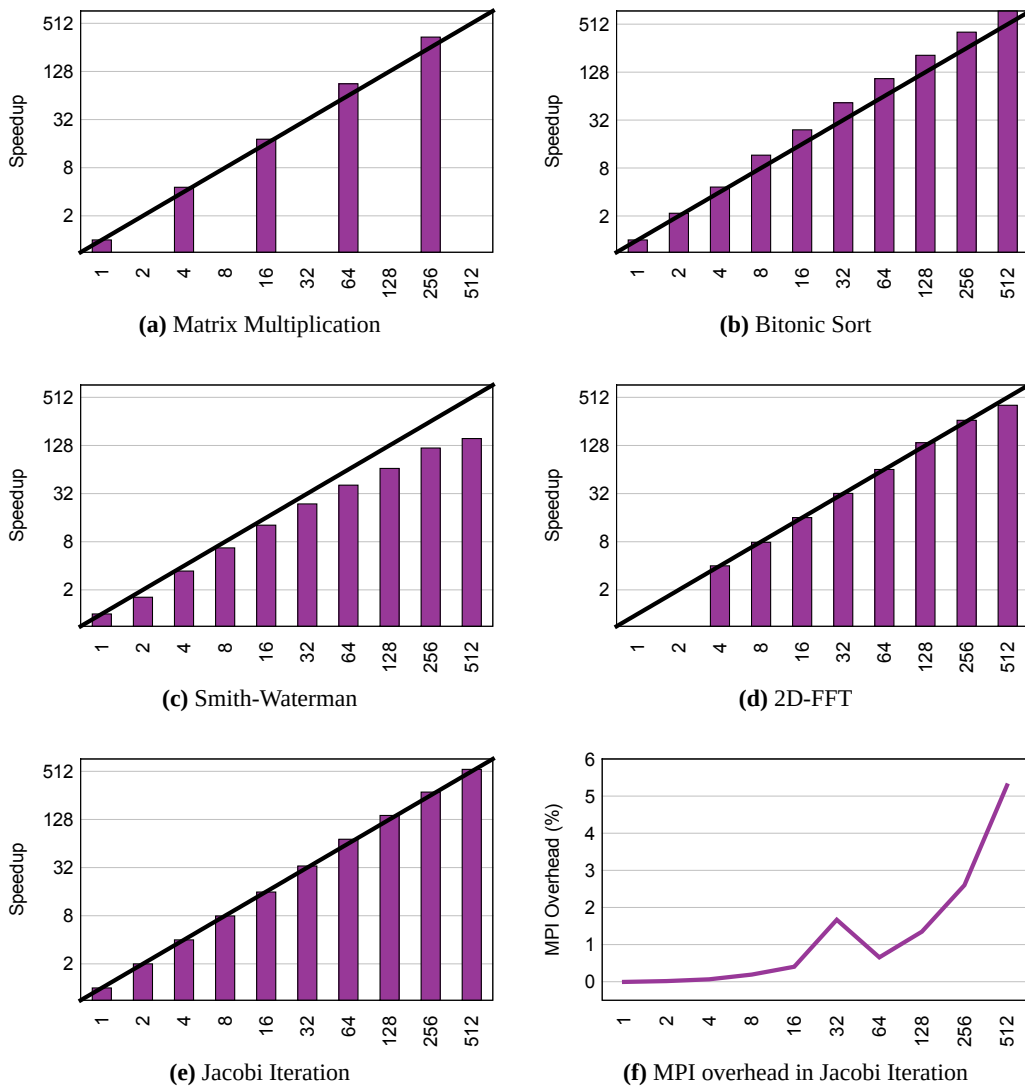 512
128
32
8
2
Speedup
1 2 4 8 16 32 64 128 256 512
(a) Matrix Multiplication
512
128
32
8
2
Speedup
1 2 4 8 16 32 64 128 256 512
(b) Bitonic Sort
512
128
32
8
2
Speedup
1 2 4 8 16 32 64 128 256 512
(c) Smith-Waterman
512
128
32
8
2
Speedup
1 2 4 8 16 32 64 128 256 512
(d) 2D-FFT
512
128
32
8
2
Speedup
1 2 4 8 16 32 64 128 256 512
(e) Jacobi Iteration
6
5
4
3
2
1
0
MPI Overhead (%)
1 2 4 8 16 32 64 128 256 512
(f) MPI overhead in Jacobi Iteration